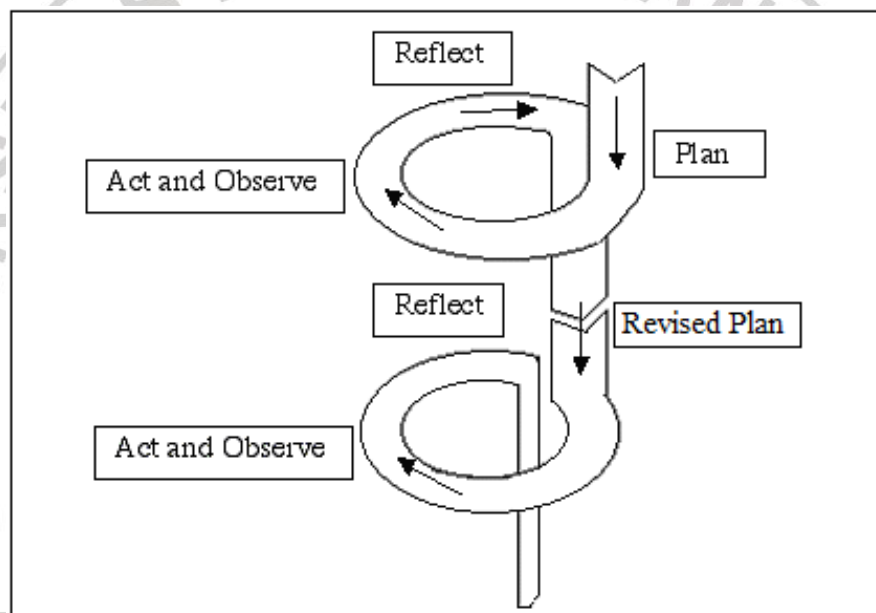 Reflect
Plan
Act and Observe
Reflect
Revised Plan
Act and Observe